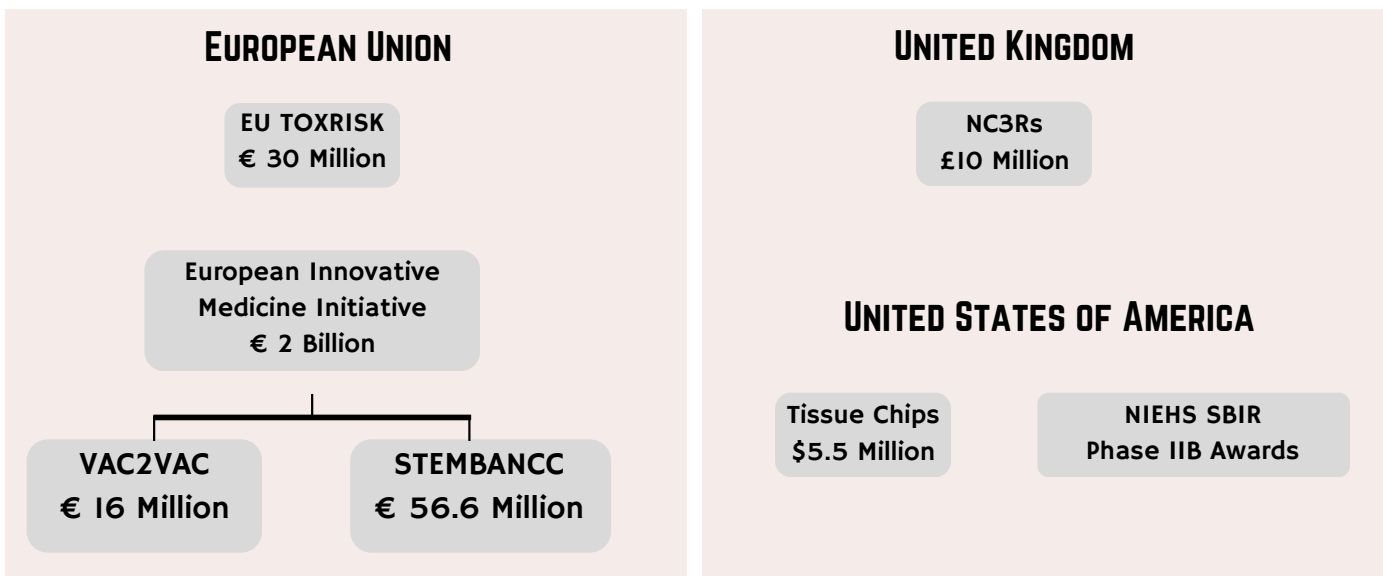 European Union
EU TOXRISK
€ 30 Million
European Innovative
Medicine Initiative
€ 2 Billion
VAC2VAC
€ 16 Million
STEMBANCC
€ 56.6 Million
United Kingdom
NC3Rs
£10 Million
United States of America
Tissue Chips
$5.5 Million
NIEHS SBIR
Phase IIB Awards